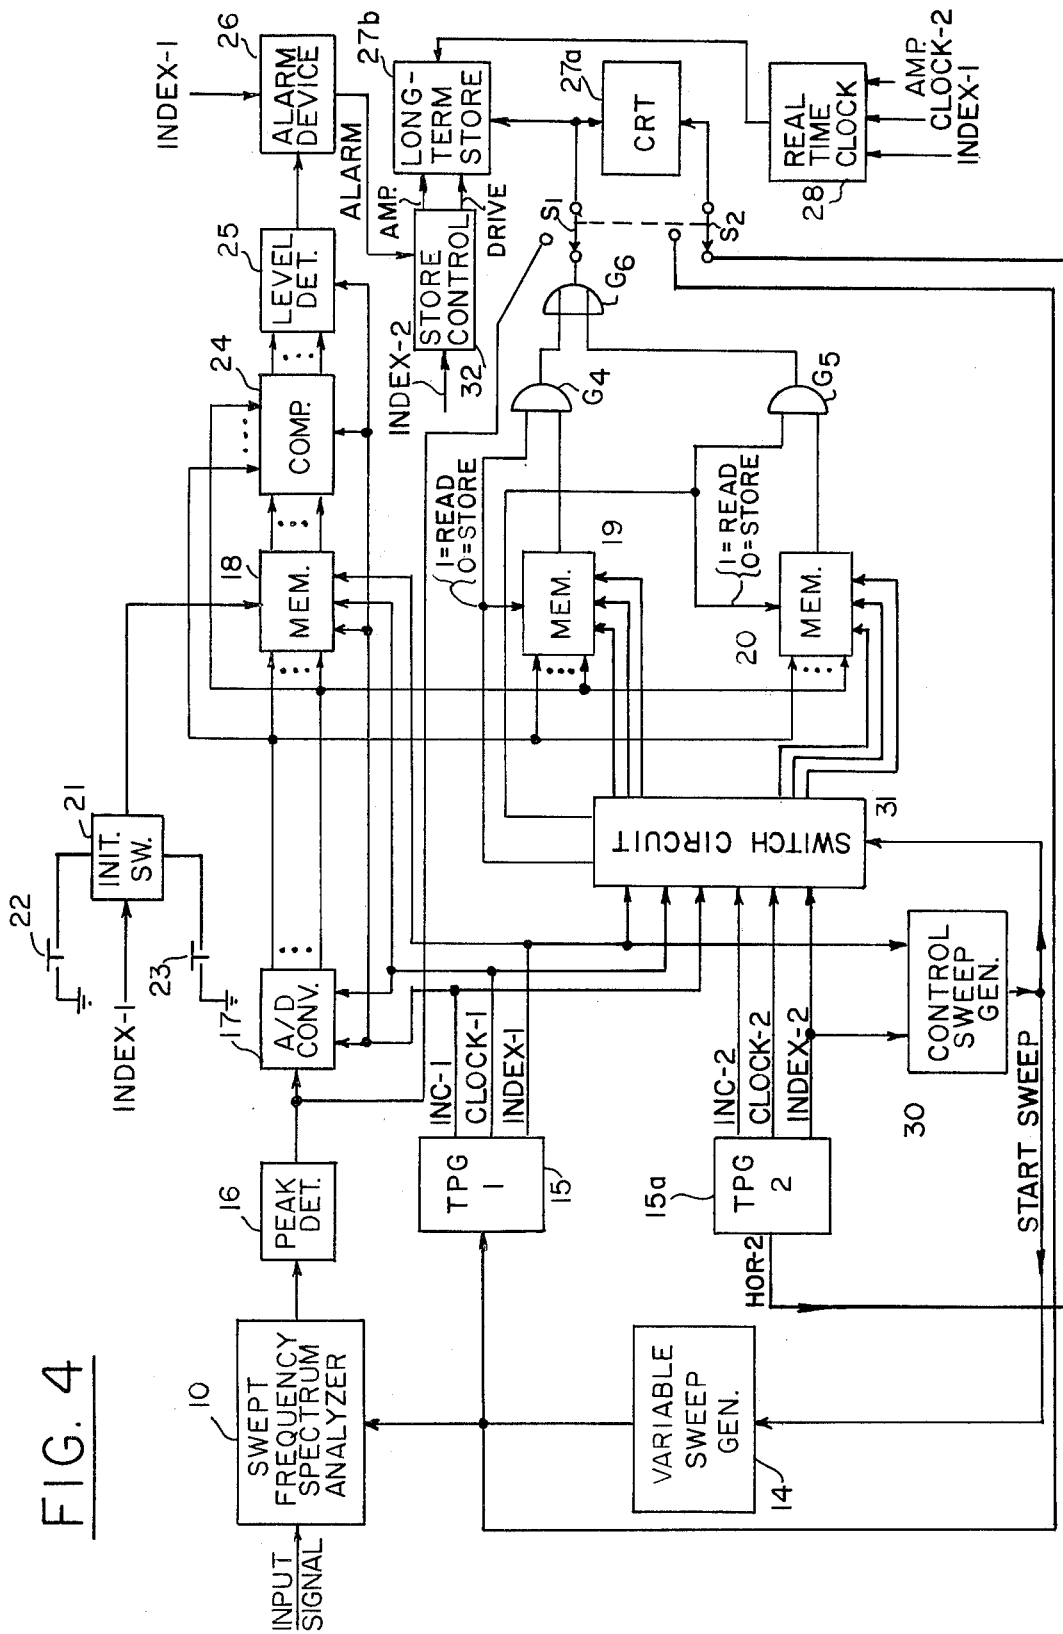 FIG. 4
INPUT
SIGNAL
10
SWEPT
FREQUENCY
SPECTRUM
ANALYZER
16
PEAK
DET.
17
A/D
CONV.
INDEX-1
22
23
21
INIT.
SW.
18
MEM.
24
COMP.
25
LEVEL
DET.
26
ALARM
DEVICE
INDEX-1
ALARM
27b
LONG-
TERM
STORE
AMP.
DRIVE
STORE
CONTROL
32
INDEX-2
27a
CRT
S1
S2
REAL
TIME
CLOCK
28
AMP.
CLOCK-2
INDEX-1
G6
G4
G5
1=READ
0=STORE
19
MEM.
1=READ
0=STORE
20
MEM.
SWITCH CIRCUIT
31
TPG
1
15
INC-1
CLOCK-1
INDEX-1
15a
TPG
2
HOR-2
INC-2
CLOCK-2
INDEX-2
CONTROL
SWEEP
GEN.
30
START SWEEP
VARIABLE
SWEEP
GEN.
14